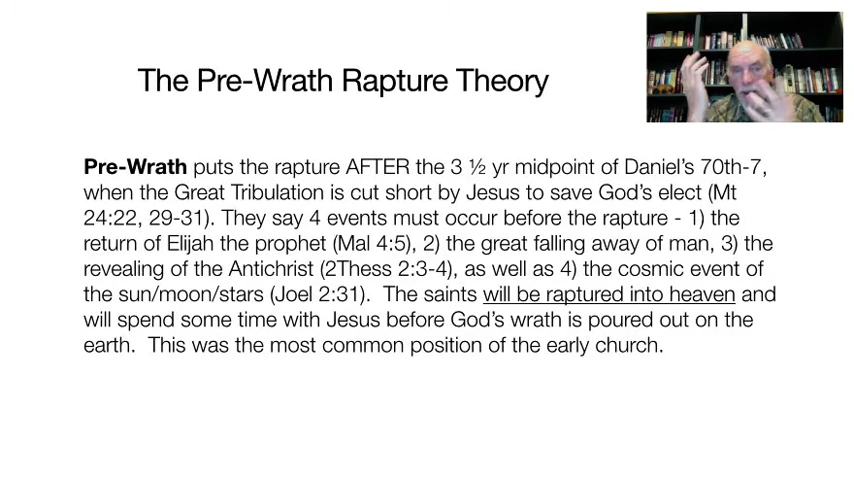 The Pre-Wrath Rapture Theory
Pre-Wrath puts the rapture AFTER the 3 ½ yr midpoint of Daniel's 70th-7,
when the Great Tribulation is cut short by Jesus to save God's elect (Mt
24:22, 29-31). They say 4 events must occur before the rapture - 1) the
return of Elijah the prophet (Mal 4:5), 2) the great falling away of man, 3) the
revealing of the Antichrist (2Thess 2:3-4), as well as 4) the cosmic event of
the sun/moon/stars (Joel 2:31). The saints will be raptured into heaven and
will spend some time with Jesus before God's wrath is poured out on the
earth. This was the most common position of the early church.